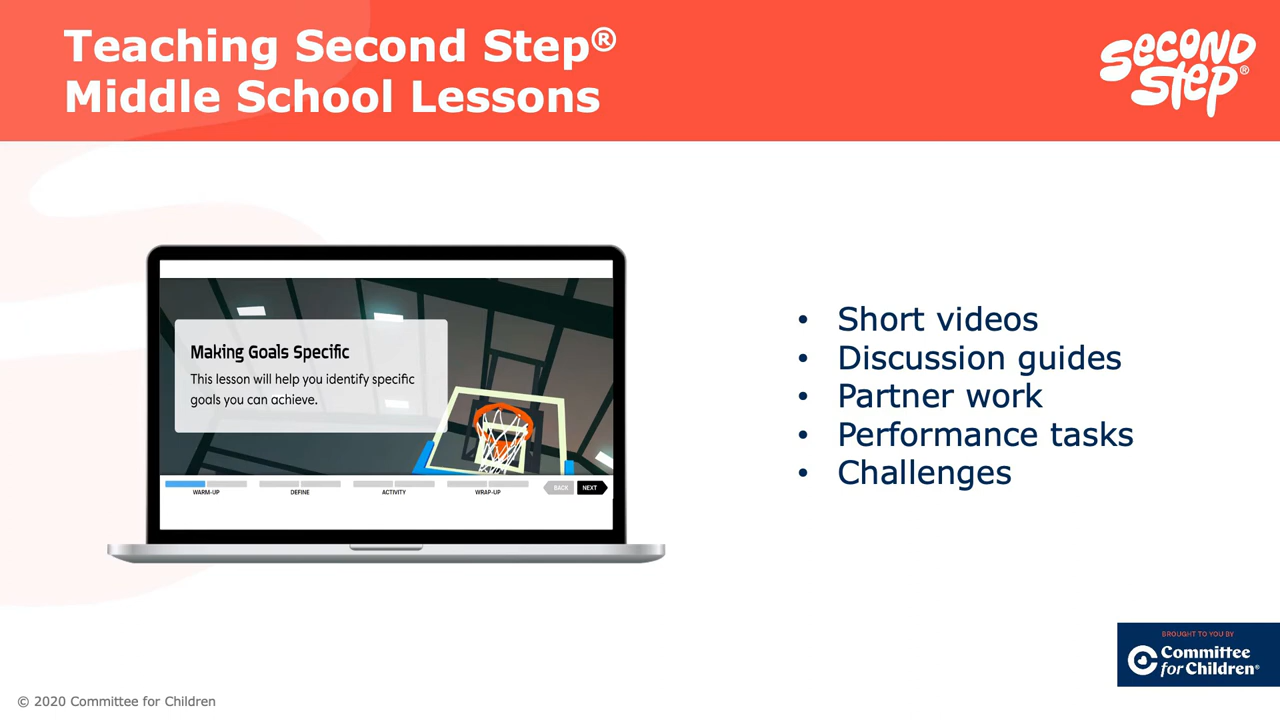 Teaching Second Step®
Middle School Lessons
SECOND
STEP®
Making Goals Specific
This lesson will help you identify specific
goals you can achieve.
WARM-UP
DEFINE
ACTIVITY
WRAP-UP
BACK
NEXT
• Short videos
• Discussion guides
• Partner work
• Performance tasks
• Challenges
BROUGHT TO YOU BY
Committee
for Children®
© 2020 Committee for Children